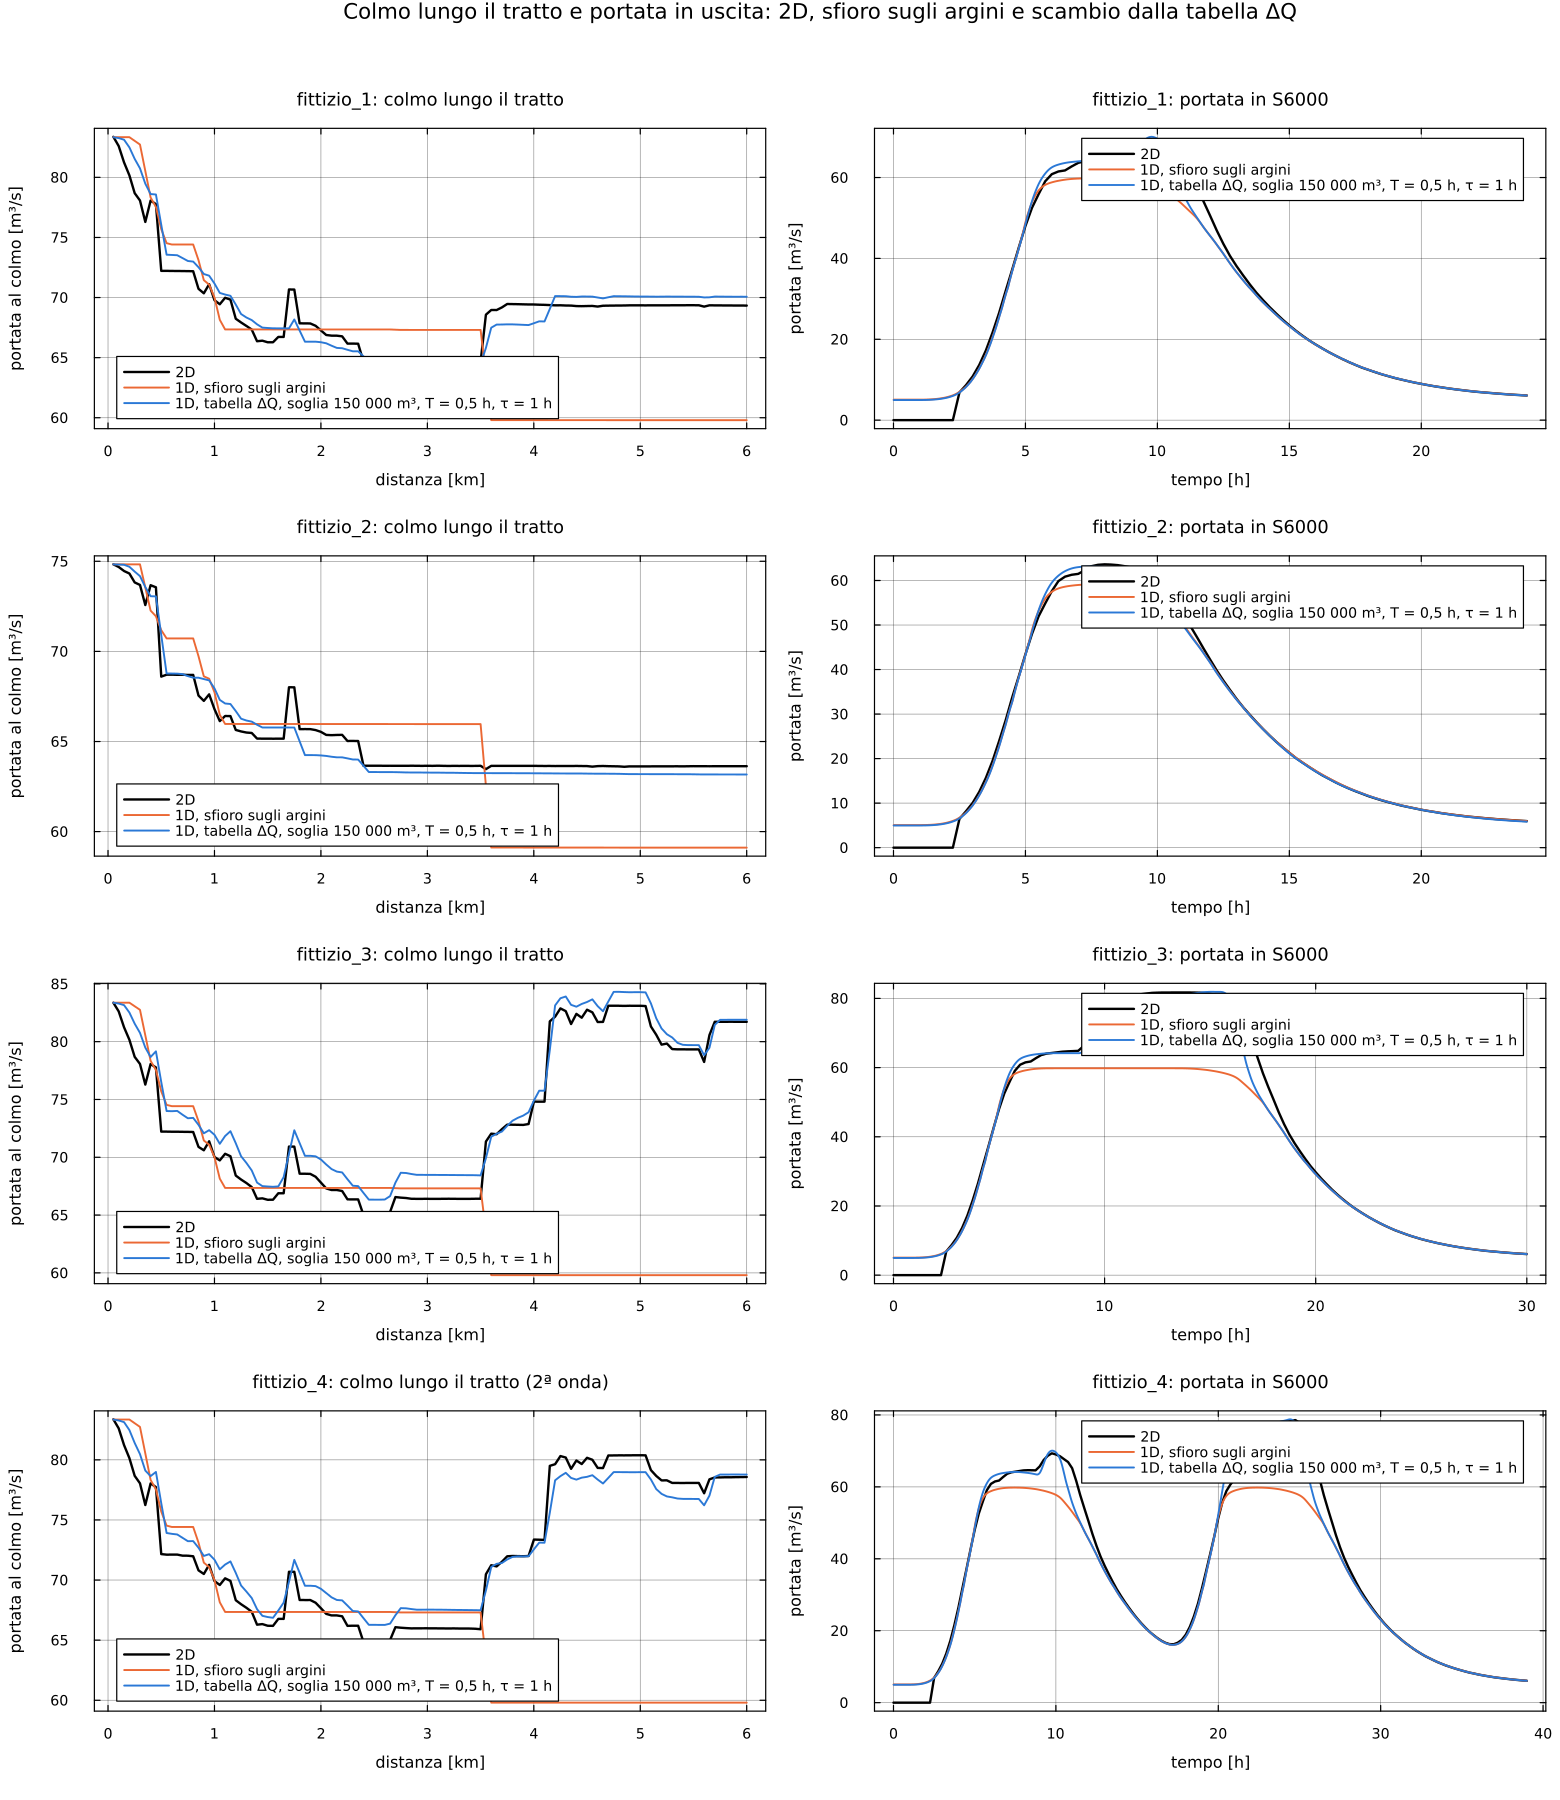 Colmo lungo il tratto e portata in uscita: 2D, sfioro sugli argini e scambio dalla tabella ΔQ
fittizio_1: colmo lungo il tratto
portata al colmo [m³/s]
80
75
70
65
60
2D
1D, sfioro sugli argini
1D, tabella ΔQ, soglia 150 000 m³, T = 0,5 h, τ = 1 h
0 1 2 3 4 5 6
distanza [km]
fittizio_1: portata in S6000
portata [m³/s]
60
40
20
0
2D
1D, sfioro sugli argini
1D, tabella ΔQ, soglia 150 000 m³, T = 0,5 h, τ = 1 h
0 5 10 15 20
tempo [h]
fittizio_2: colmo lungo il tratto
portata al colmo [m³/s]
75
70
65
60
2D
1D, sfioro sugli argini
1D, tabella ΔQ, soglia 150 000 m³, T = 0,5 h, τ = 1 h
0 1 2 3 4 5 6
distanza [km]
fittizio_2: portata in S6000
portata [m³/s]
60
50
40
30
20
10
0
2D
1D, sfioro sugli argini
1D, tabella ΔQ, soglia 150 000 m³, T = 0,5 h, τ = 1 h
0 5 10 15 20
tempo [h]
fittizio_3: colmo lungo il tratto
portata al colmo [m³/s]
85
80
75
70
65
60
2D
1D, sfioro sugli argini
1D, tabella ΔQ, soglia 150 000 m³, T = 0,5 h, τ = 1 h
0 1 2 3 4 5 6
distanza [km]
fittizio_3: portata in S6000
portata [m³/s]
80
60
40
20
0
2D
1D, sfioro sugli argini
1D, tabella ΔQ, soglia 150 000 m³, T = 0,5 h, τ = 1 h
0 10 20 30
tempo [h]
fittizio_4: colmo lungo il tratto (2ª onda)
portata al colmo [m³/s]
80
75
70
65
60
2D
1D, sfioro sugli argini
1D, tabella ΔQ, soglia 150 000 m³, T = 0,5 h, τ = 1 h
0 1 2 3 4 5 6
distanza [km]
fittizio_4: portata in S6000
portata [m³/s]
80
60
40
20
0
2D
1D, sfioro sugli argini
1D, tabella ΔQ, soglia 150 000 m³, T = 0,5 h, τ = 1 h
0 10 20 30 40
tempo [h]